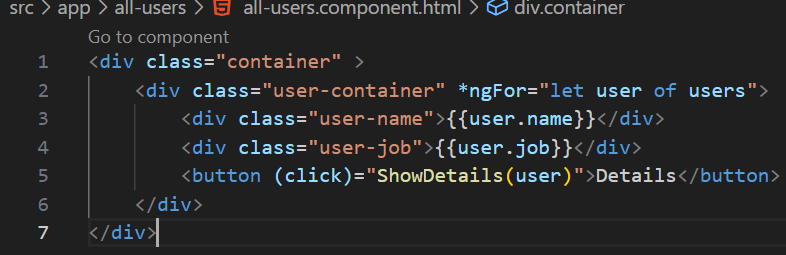 src > app > all-users > all-users.component.html > div.container
Go to component
1 <div class="container" >
2 <div class="user-container" *ngFor="let user of users">
3 <div class="user-name">{{user.name}}</div>
4 <div class="user-job">{{user.job}}</div>
5 <button (click)="ShowDetails(user)">Details</button>
6 </div>
7 </div>